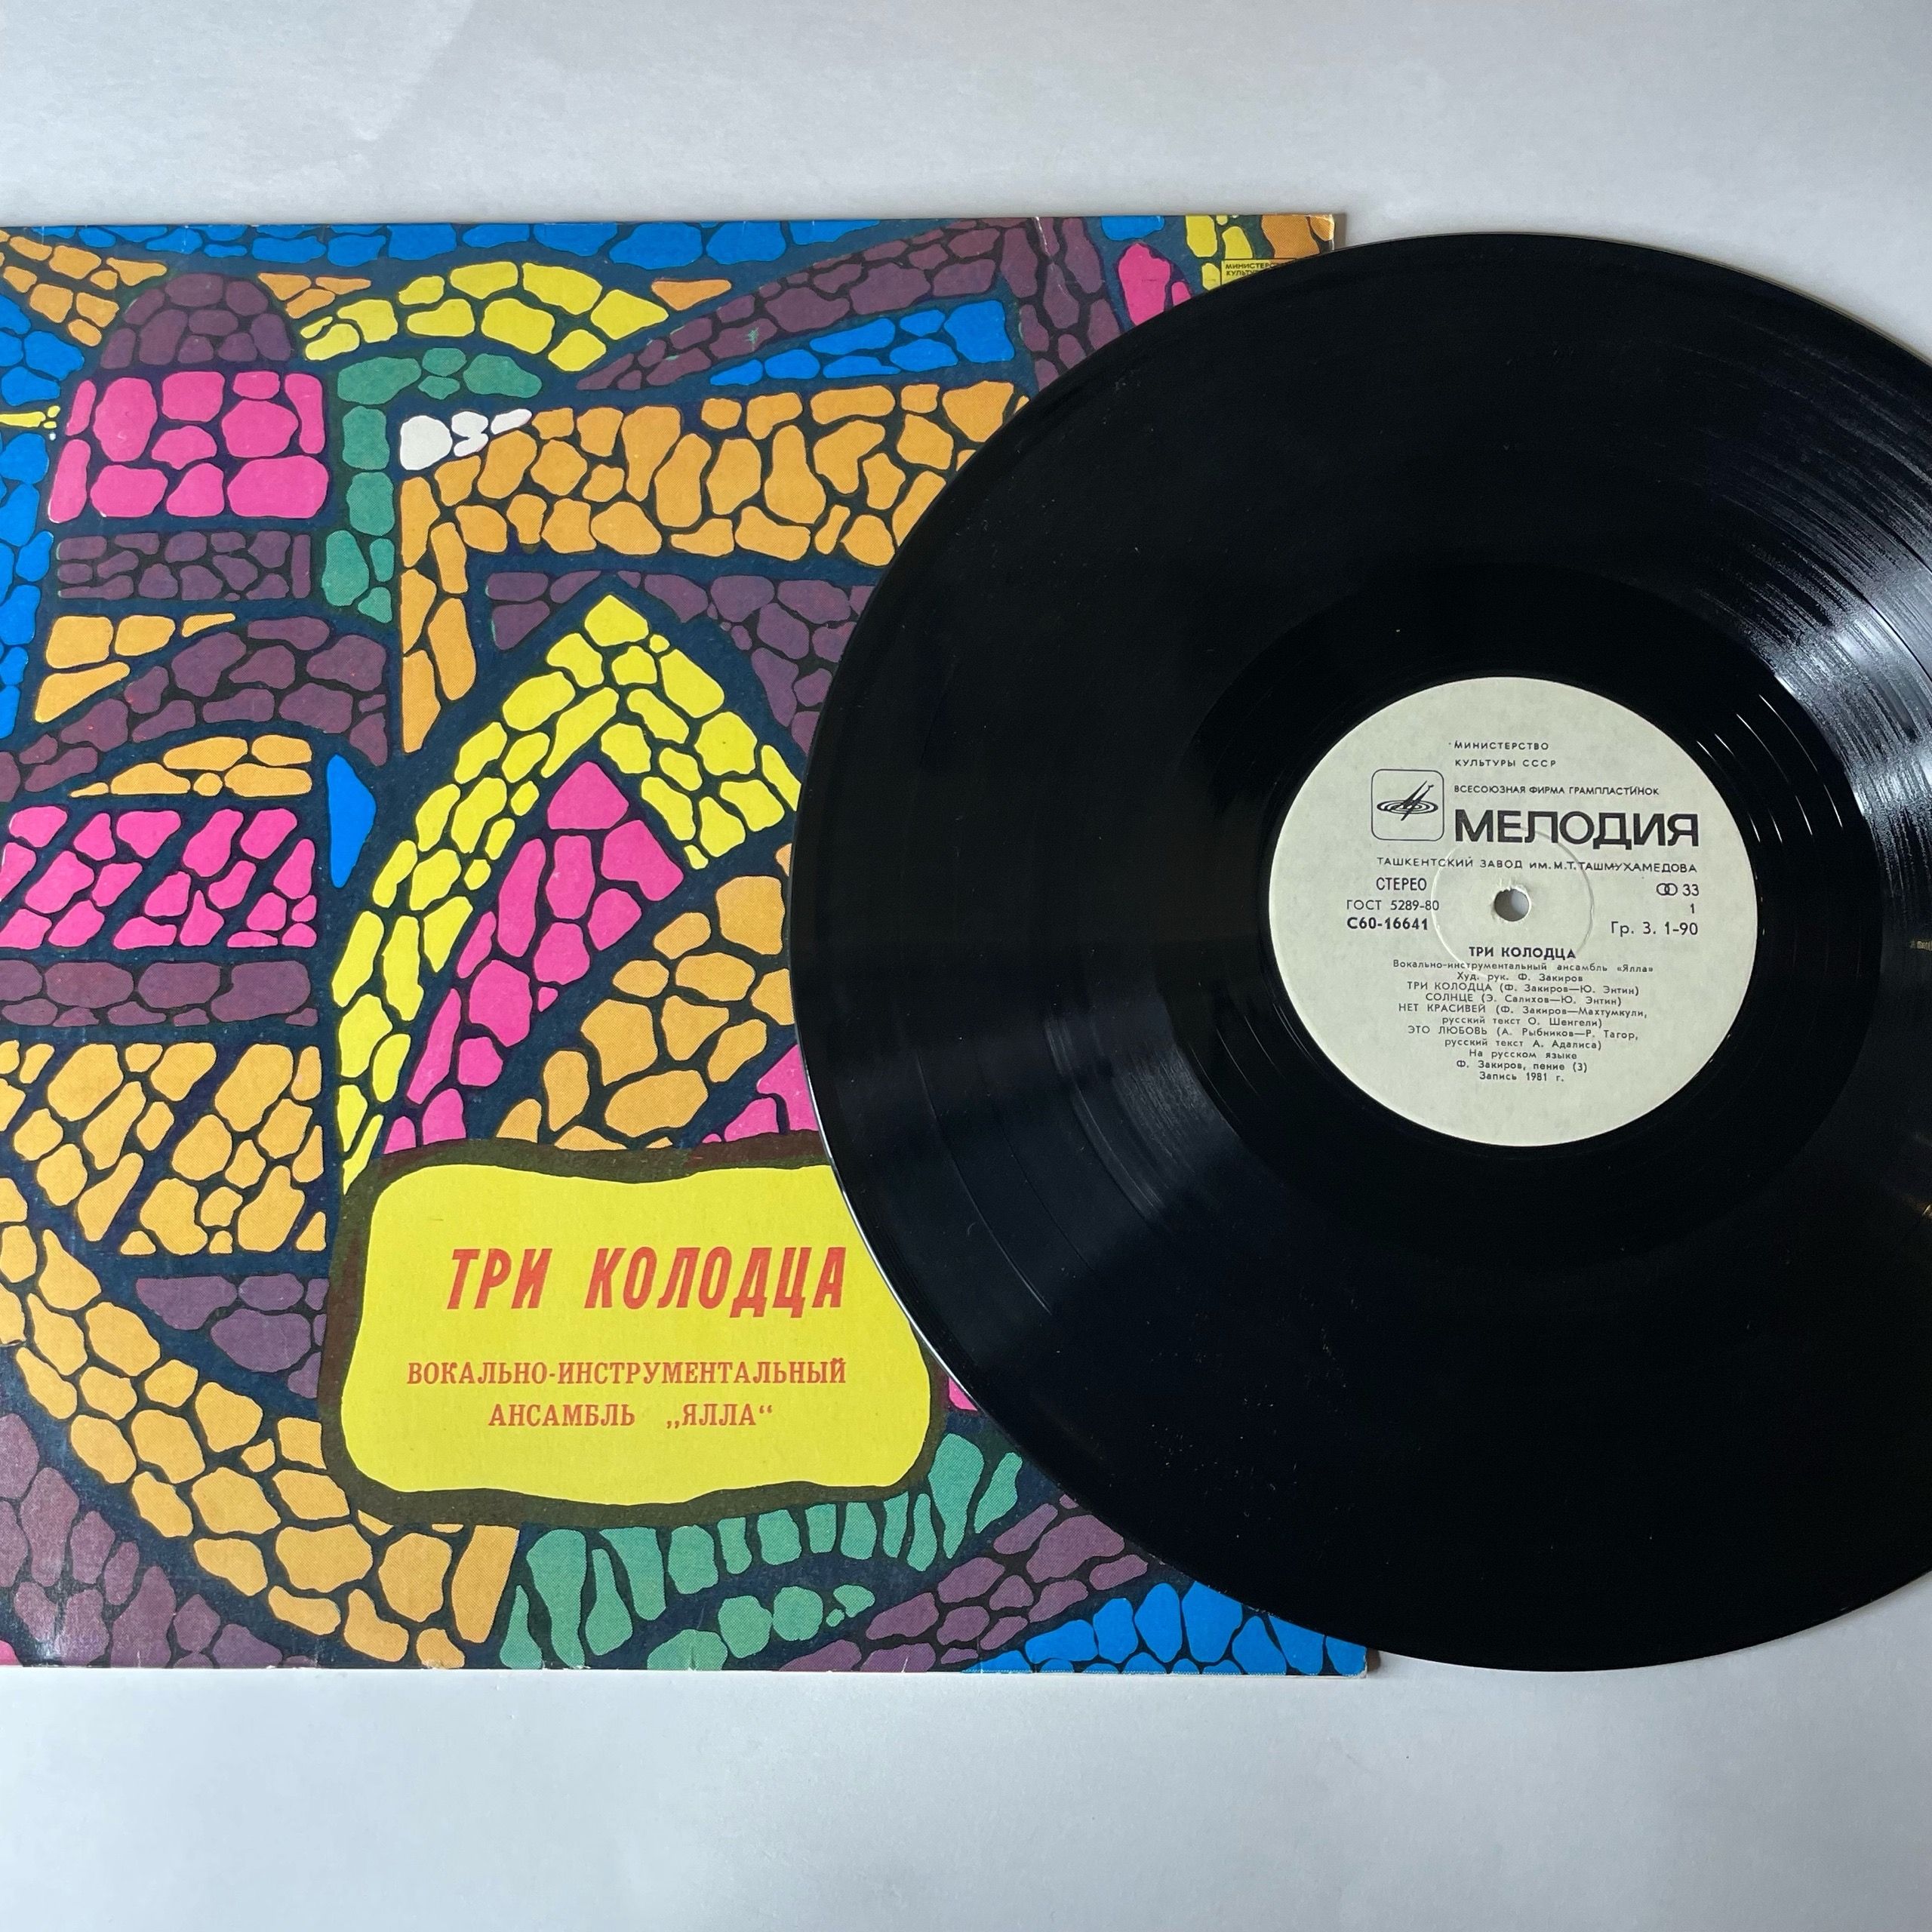 ТРИ КОЛОДЦА
ВОКАЛЬНО-ИНСТРУМЕНТАЛЬНЫЙ
АНСАМБЛЬ „ЯЛЛА“
МИНИСТЕРСТВО
КУЛЬТУРЫ СССР
ВСЕСОЮЗНАЯ ФИРМА ГРАМПЛАСТИНОК
МЕЛОДИЯ
ТАШКЕНТСКИЙ ЗАВОД ИМ. М.Т.ТАШМУХАМЕДОВА
СТЕРЕО
33
ГОСТ 5289-80
1
С60-16641
Гр. 3. 1-90
ТРИ КОЛОДЦА
Вокально-инструментальный ансамбль «Ялла»
Худ. рук. Ф. Закиров
ТРИ КОЛОДЦА (Ф. Закиров—Ю. Энтин)
СОЛНЦЕ (Э. Салихов—Ю. Энтин)
НЕТ КРАСИВЕЙ (Ф. Закиров—Махтумкули,
русский текст О. Шенгели)
ЭТО ЛЮБОВЬ (А. Рыбников—Р. Тагор,
русский текст А. Адалиса)
На русском языке
Ф. Закиров, пение (3)
Запись 1981 г.